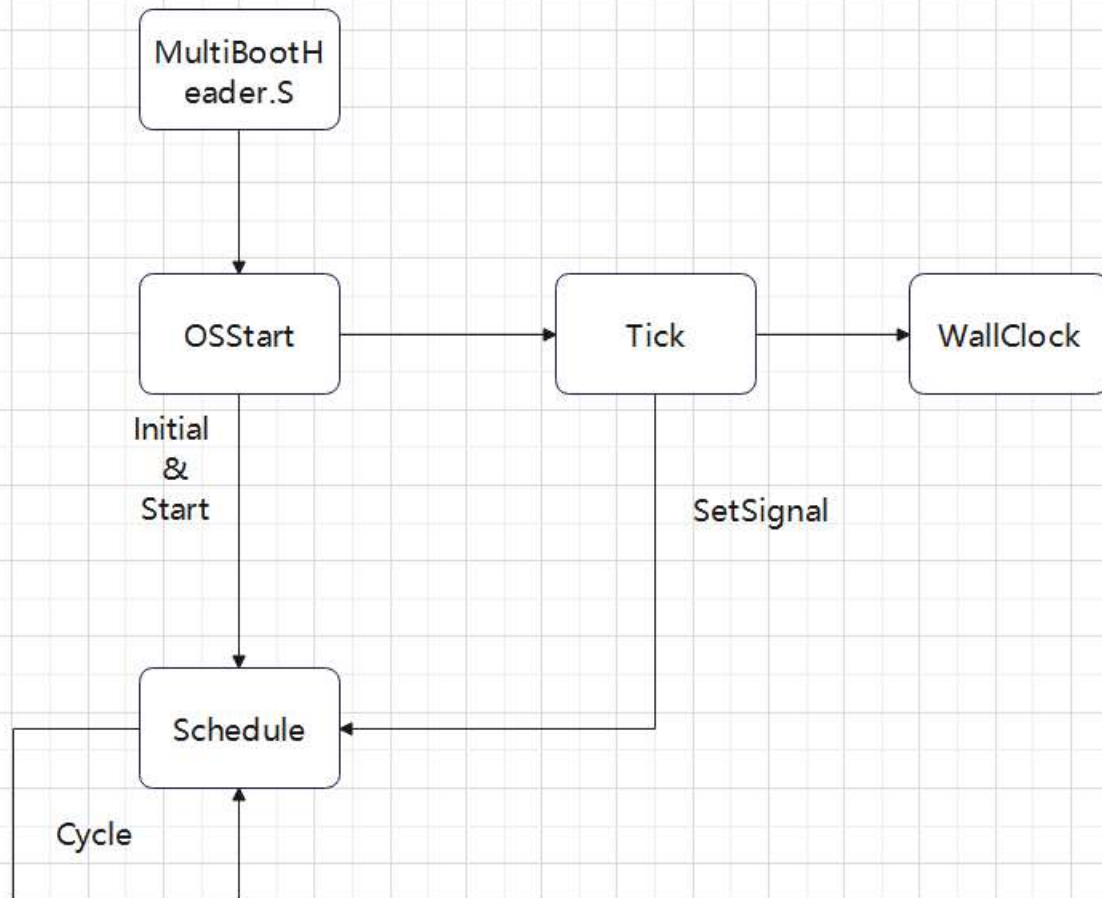 MultiBootH
eader.S
OSStart
Tick
WallClock
Initial
&
Start
SetSignal
Schedule
Cycle